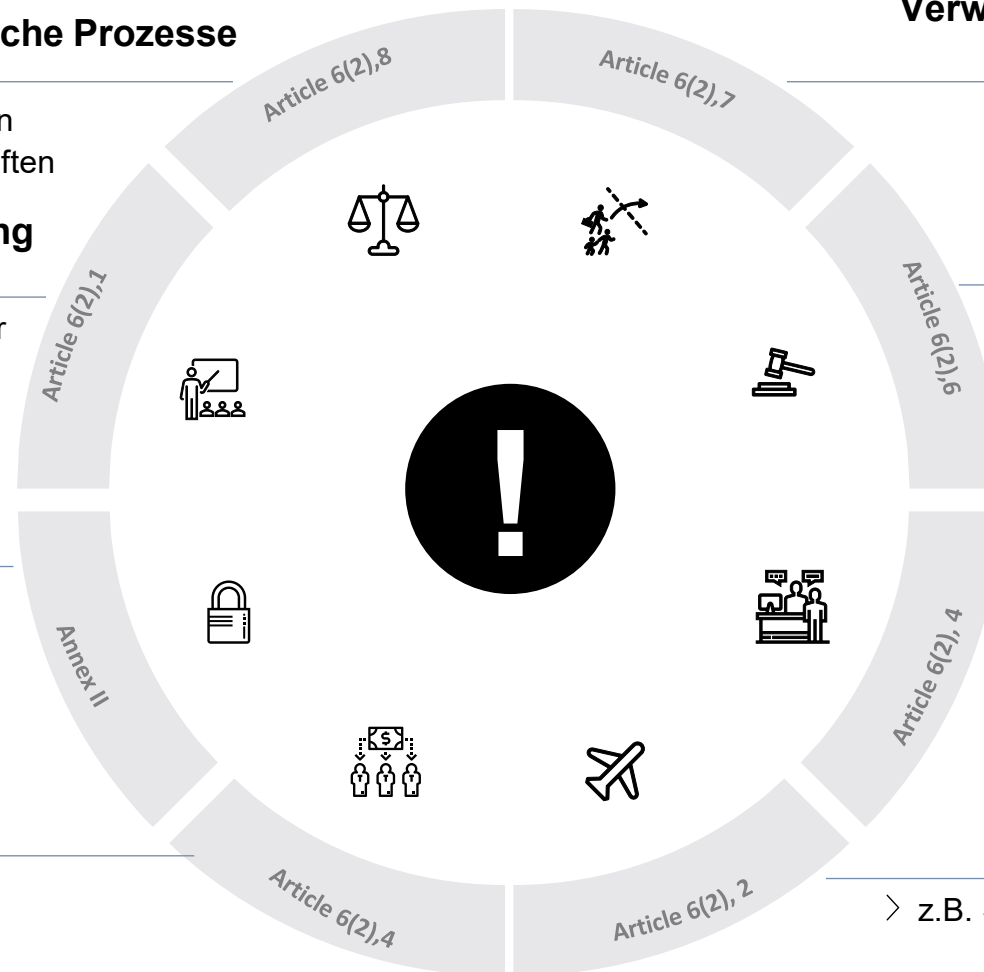 che Prozesse
Verw
Article 6(2),8
Article 6(2),7
n
ften
ng
Article 6(2),1
Article 6(2),6
r
!
Annex II
Article 6(2), 4
$
Article 6(2),4
Article 6(2), 2
z.B.